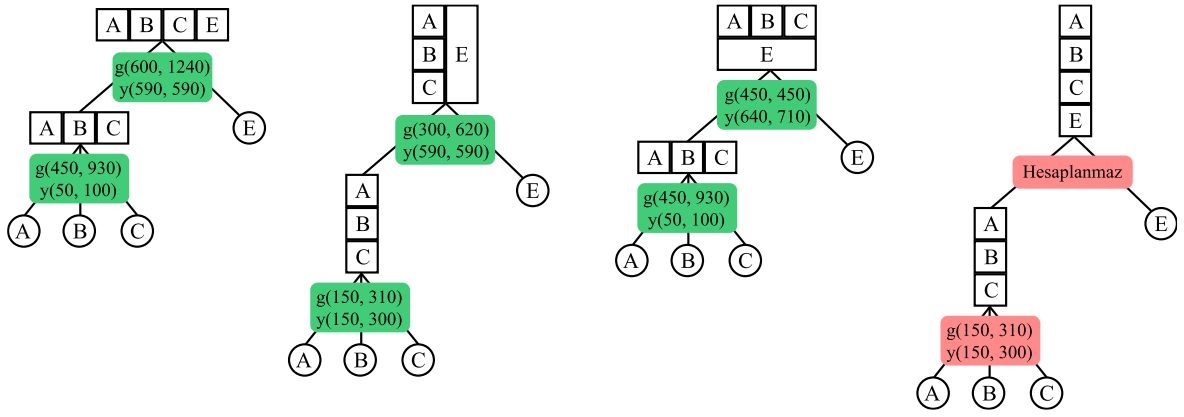 A B C E
g(600, 1240)
y(590, 590)
A B C
E
g(450, 930)
y(50, 100)
A B C
A
B
C
E
g(300, 620)
y(590, 590)
A
B
C
E
g(150, 310)
y(150, 300)
A B C
A B C
E
g(450, 450)
y(640, 710)
A B C
E
g(450, 930)
y(50, 100)
A B C
A
B
C
E
Hesaplanmaz
A
B
C
E
g(150, 310)
y(150, 300)
A B C